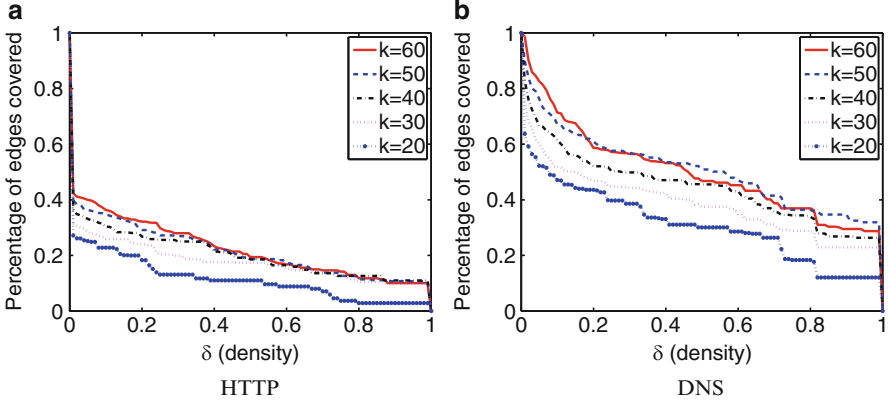 a
Percentage of edges covered
1
0.8
0.6
0.4
0.2
0
k=60
k=50
k=40
k=30
k=20
0 0.2 0.4 0.6 0.8 1
δ (density)
HTTP
b
Percentage of edges covered
1
0.8
0.6
0.4
0.2
0
k=60
k=50
k=40
k=30
k=20
0 0.2 0.4 0.6 0.8 1
δ (density)
DNS